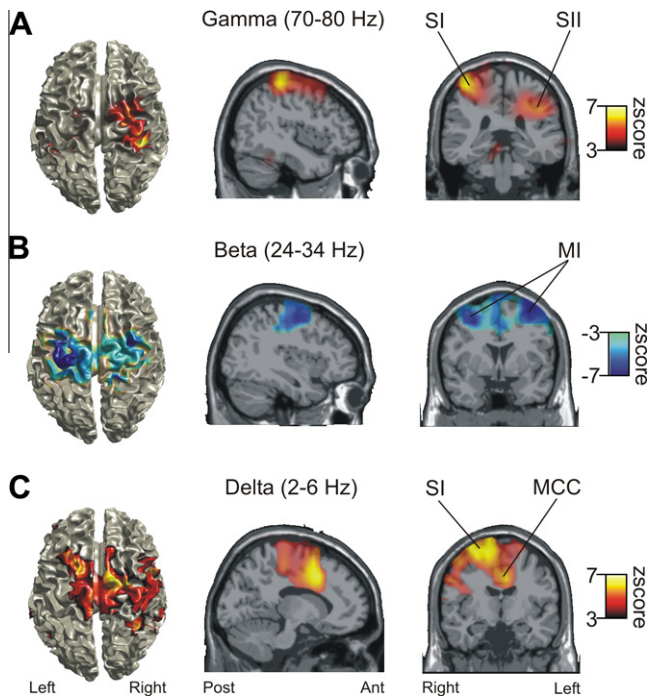 A
Gamma (70-80 Hz)
SI
SII
7
3
zscore
B
Beta (24-34 Hz)
MI
-3
-7
zscore
C
Delta (2-6 Hz)
SI
MCC
7
3
zscore
Left
Right
Post
Ant
Right
Left